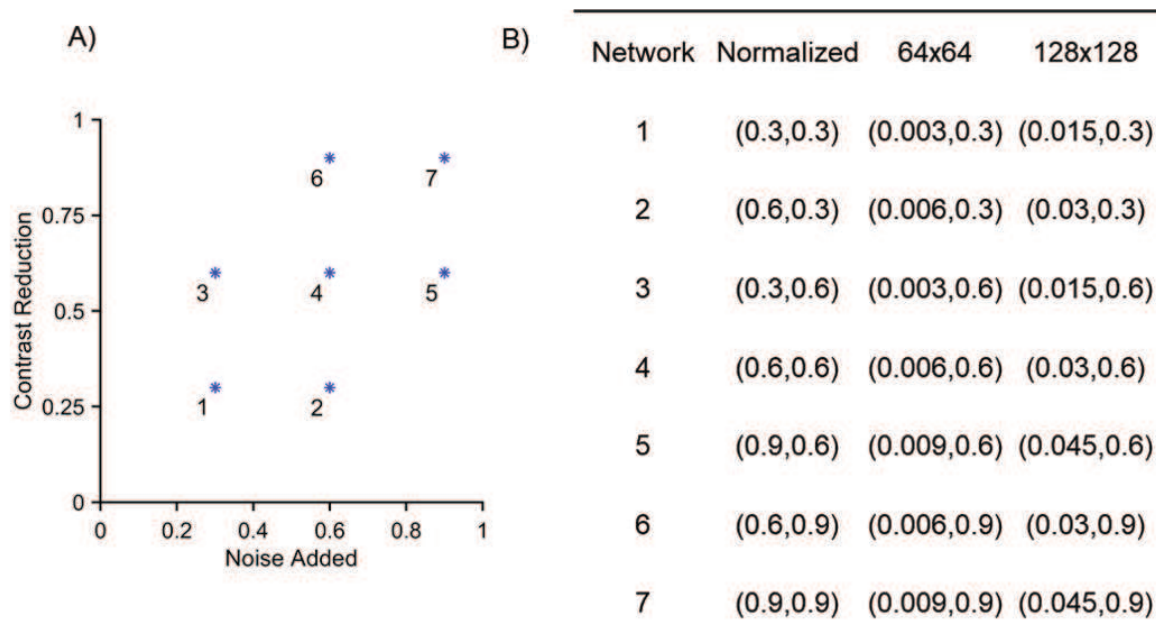 A)
1
0.75
0.5
0.25
0
Contrast Reduction
6
7
3
4
5
1
2
0 0.2 0.4 0.6 0.8 1
Noise Added
B)
Network Normalized 64x64 128x128
1 (0.3,0.3) (0.003,0.3) (0.015,0.3)
2 (0.6,0.3) (0.006,0.3) (0.03,0.3)
3 (0.3,0.6) (0.003,0.6) (0.015,0.6)
4 (0.6,0.6) (0.006,0.6) (0.03,0.6)
5 (0.9,0.6) (0.009,0.6) (0.045,0.6)
6 (0.6,0.9) (0.006,0.9) (0.03,0.9)
7 (0.9,0.9) (0.009,0.9) (0.045,0.9)